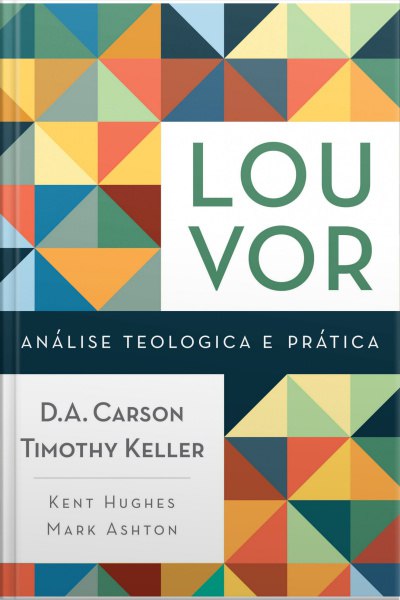 LOU
VOR
ANÁLISE TEOLOGICA E PRÁTICA
D.A. CARSON
TIMOTHY KELLER
KENT HUGHES
MARK ASHTON